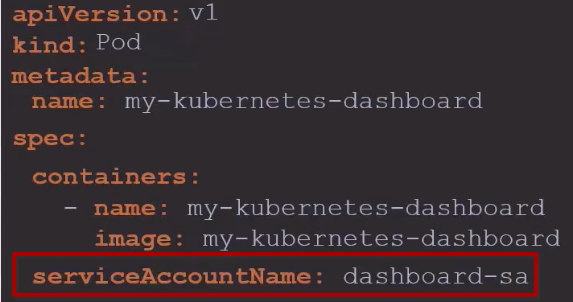 apiVersion: v1
kind: Pod
metadata:
  name: my-kubernetes-dashboard
spec:
  containers:
    - name: my-kubernetes-dashboard
      image: my-kubernetes-dashboard
  serviceAccountName: dashboard-sa